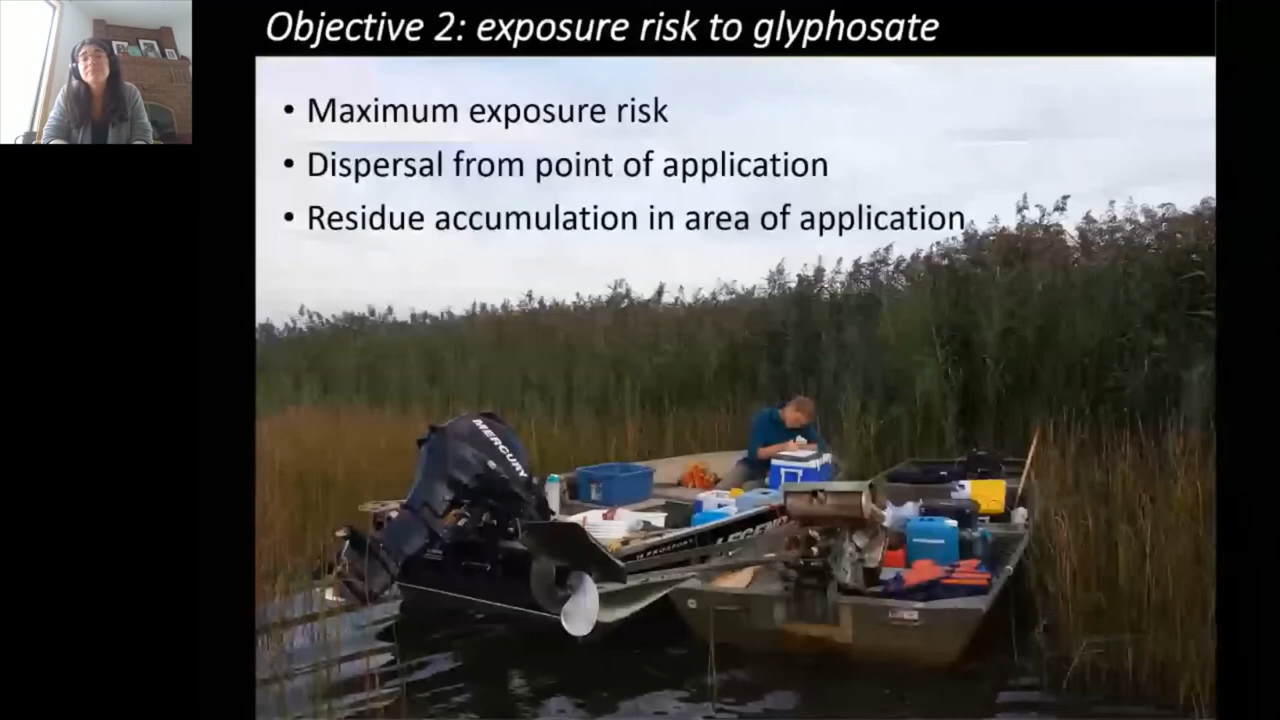 Objective 2: exposure risk to glyphosate
• Maximum exposure risk
• Dispersal from point of application
• Residue accumulation in area of application
MERCURY
LEGEND